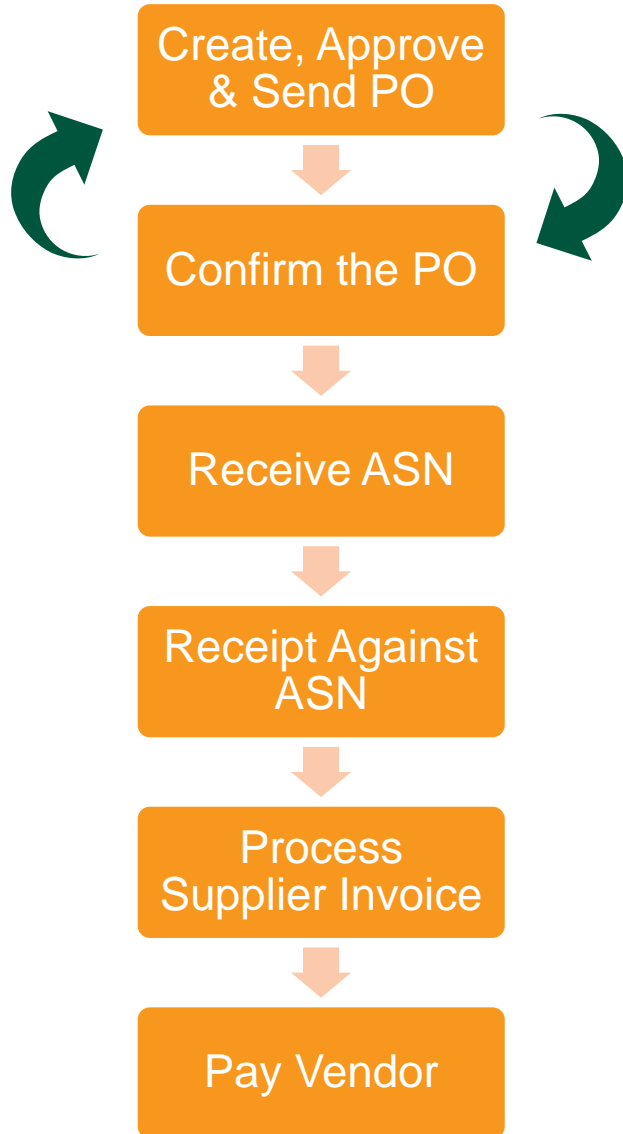 Create, Approve
& Send PO
Confirm the PO
Receive ASN
Receipt Against
ASN
Process
Supplier Invoice
Pay Vendor